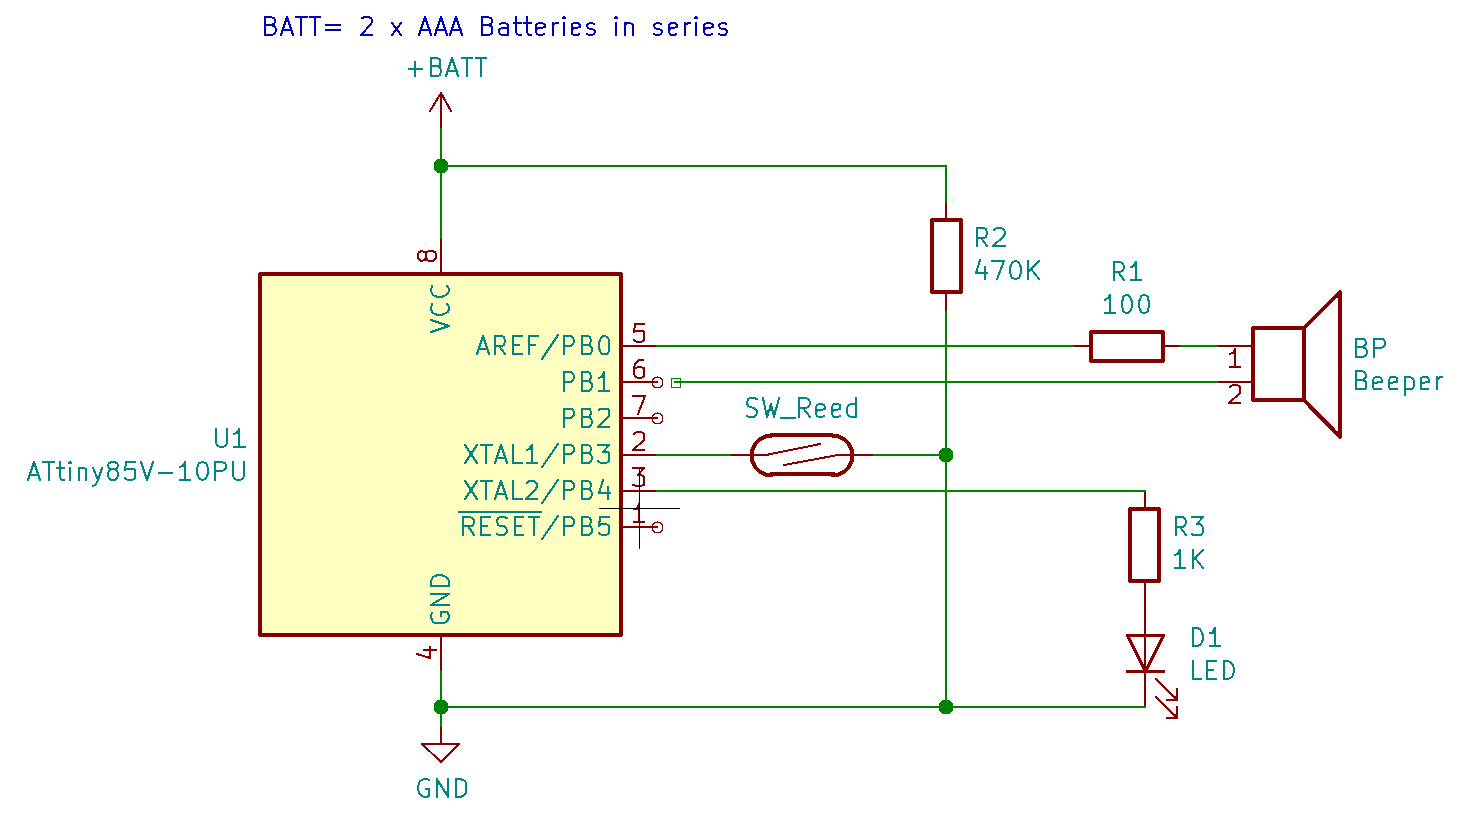 BATT= 2 x AAA Batteries in series
+BATT
8
VCC
R2
470K
R1
100
AREF/PB0
5
1
BP
Beeper
PB1
6
2
PB2
7
SW_Reed
XTAL1/PB3
2
U1
ATtiny85V-10PU
XTAL2/PB4
3
RESET/PB5
1
R3
1K
GND
4
D1
LED
GND